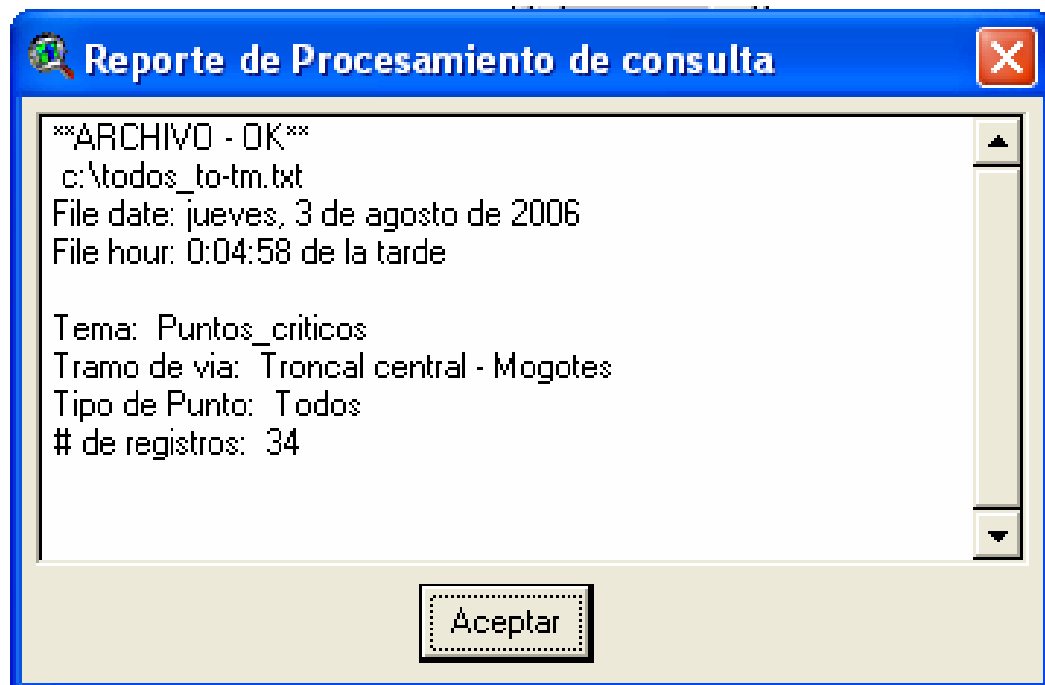 Reporte de Procesamiento de consulta
**ARCHIVO - OK**
c:\todos_to-tm.txt
File date: jueves, 3 de agosto de 2006
File hour: 0:04:58 de la tarde
Tema:  Puntos_criticos
Tramo de via:  Troncal central - Mogotes
Tipo de Punto:  Todos
# de registros:  34
Aceptar